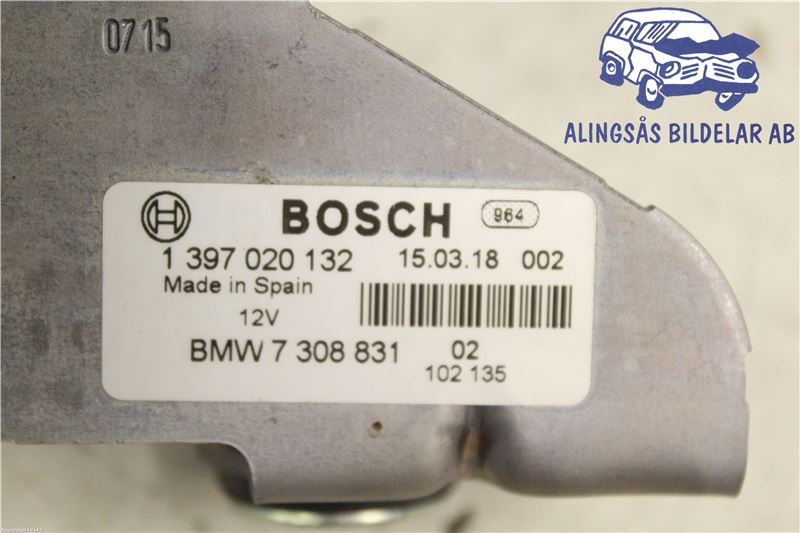 0715
ALINGSÅS BILDELAR AB
BOSCH 964
1 397 020 132 15.03.18 002
Made in Spain
12V
BMW 7 308 831 02
102 135